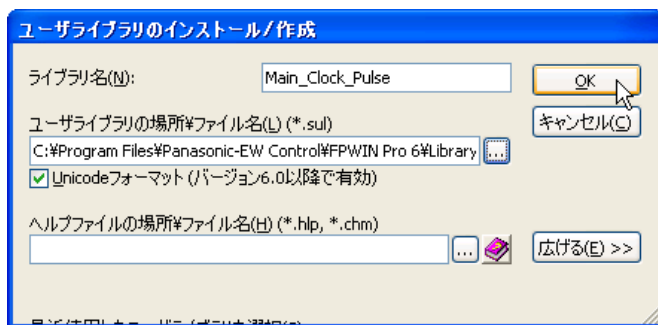 ユーザライブラリのインストール/作成
ライブラリ名(N): Main_Clock_Pulse OK
ユーザライブラリの場所¥ファイル名(L) (*.sul) キャンセル(C)
C:¥Program Files¥Panasonic-EW Control¥FPWIN Pro 6¥Library ...
Unicodeフォーマット (バージョン6.0以降で有効)
ヘルプファイルの場所¥ファイル名(H) (*.hlp, *.chm)
... 広げる(E) >>